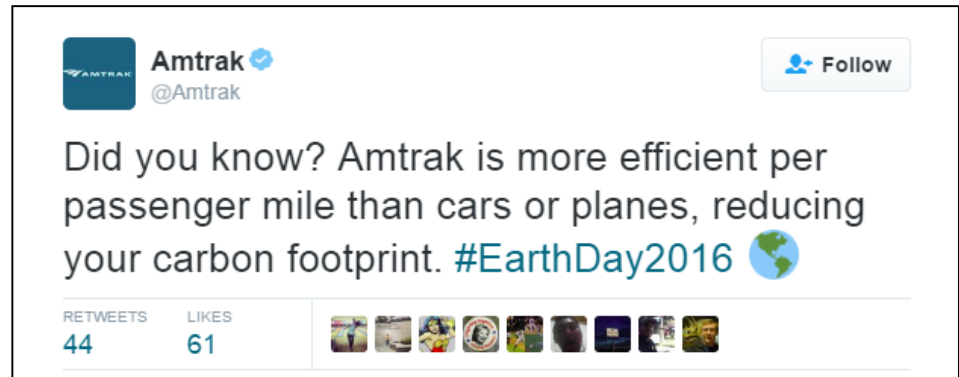 AMTRAK
Amtrak
@Amtrak
Follow
Did you know? Amtrak is more efficient per
passenger mile than cars or planes, reducing
your carbon footprint. #EarthDay2016
RETWEETS LIKES
44 61